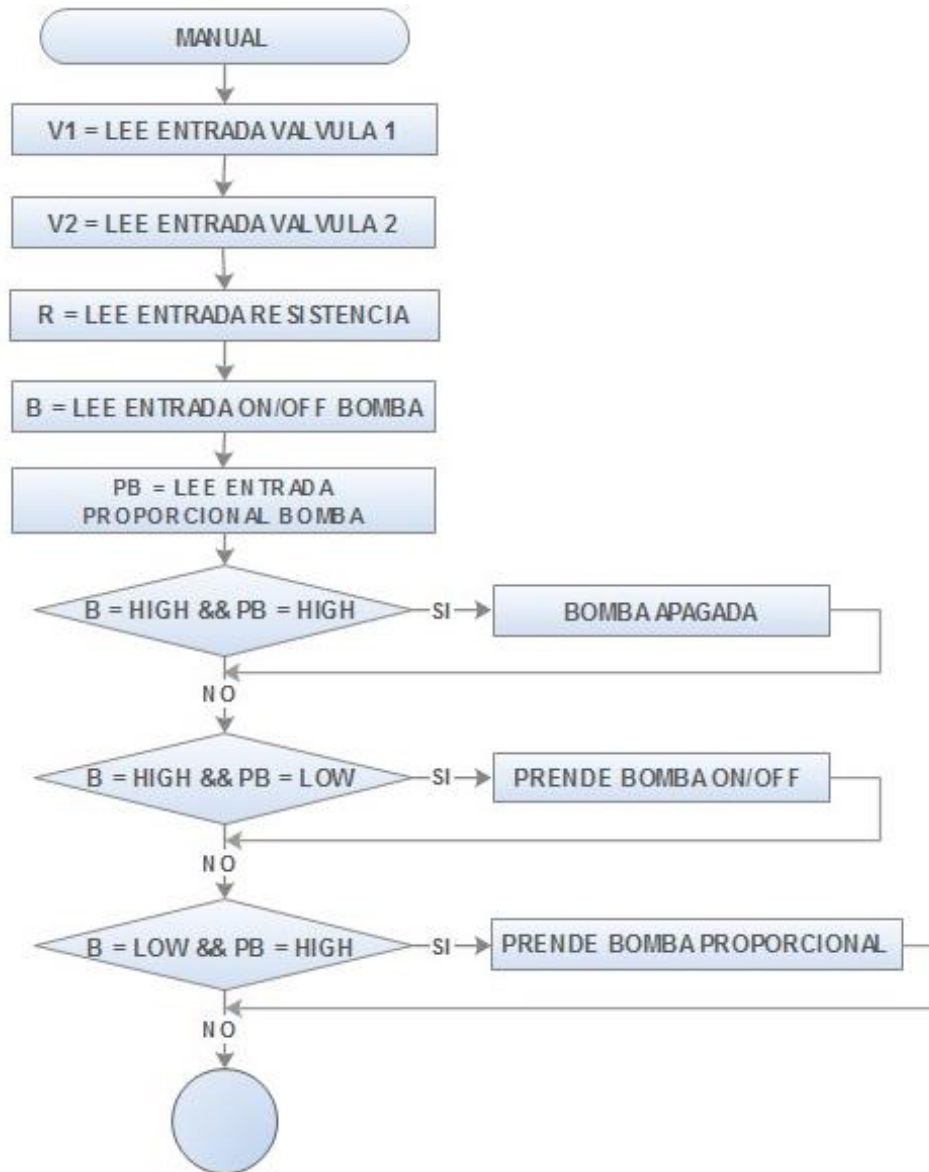 MANUAL
V1 = LEE ENTRADA VALVULA 1
V2 = LEE ENTRADA VALVULA 2
R = LEE ENTRADA RESISTENCIA
B = LEE ENTRADA ON/OFF BOMBA
PB = LEE ENTRADA
PROPORCIONAL BOMBA
B = HIGH && PB = HIGH
SI
BOMBA APAGADA
NO
B = HIGH && PB = LOW
SI
PRENDE BOMBA ON/OFF
NO
B = LOW && PB = HIGH
SI
PRENDE BOMBA PROPORCIONAL
NO